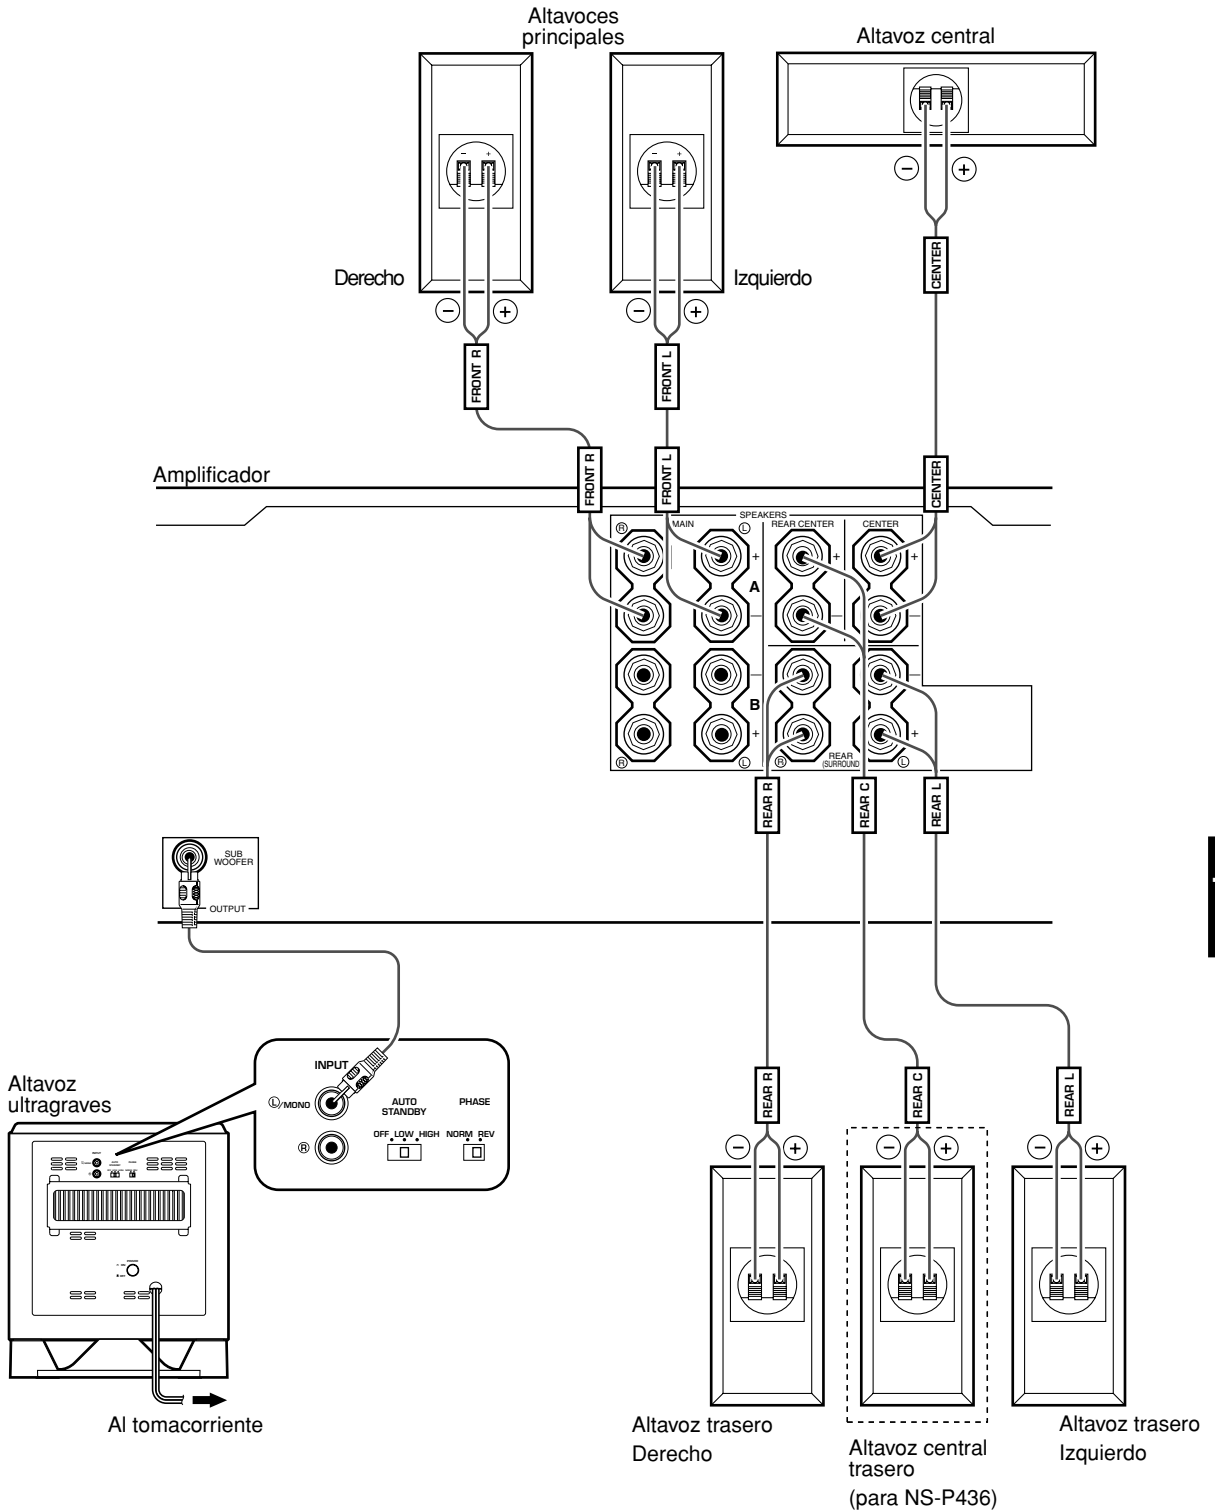 Altavoces
principales
Altavoz central
− +
− +
− +
Derecho
Izquierdo
− + − +
CENTER
FRONT R
FRONT L
Amplificador
FRONT R
FRONT L
CENTER
SPEAKERS
R MAIN L REAR CENTER CENTER
+ + +
A
− − −
− −
B
+ +
R L R REAR L
(SURROUND
REAR R
REAR C
REAR L
SUB
WOOFER
OUTPUT
INPUT
L/MONO
R
AUTO
STANDBY
OFF LOW HIGH
PHASE
NORM REV
Altavoz
ultragraves
REAR R
REAR C
REAR L
− + − + − +
Al tomacorriente
Altavoz trasero
Derecho
Altavoz central
trasero
(para NS-P436)
Altavoz trasero
Izquierdo